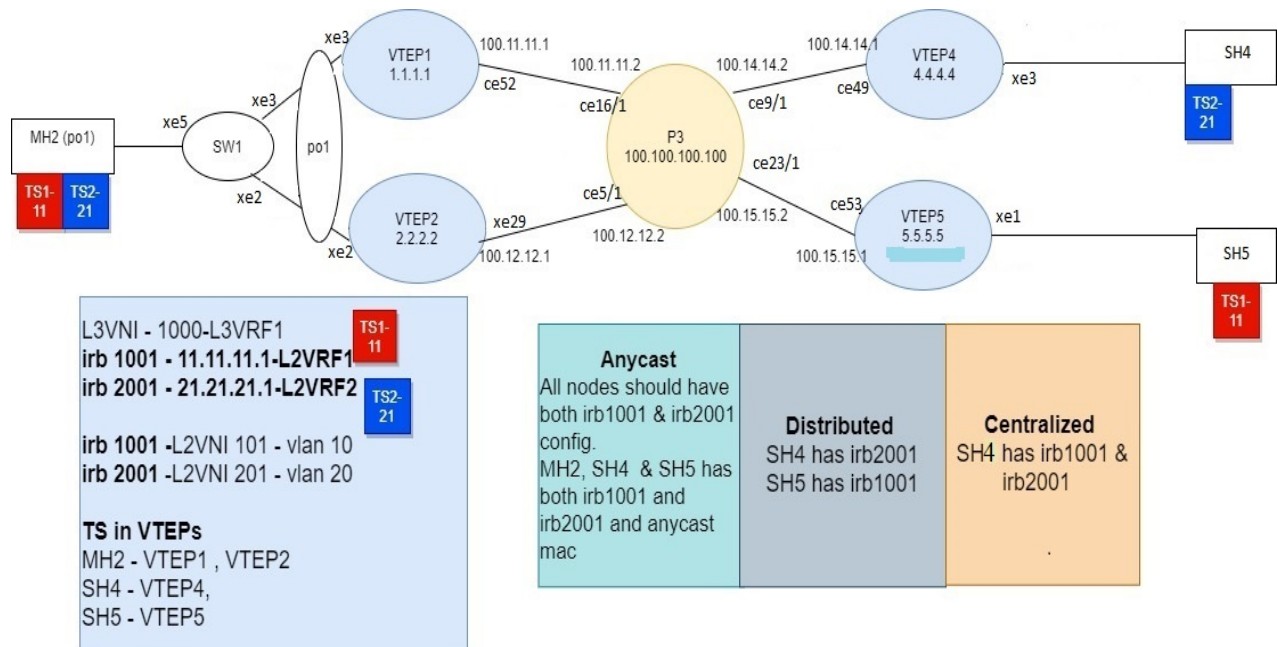 xe3
VTEP1
1.1.1.1
100.11.11.1
ce52
100.11.11.2
ce16/1
100.14.14.1
100.14.14.2
ce9/1
ce49
VTEP4
4.4.4.4
xe3
SH4
TS2-
21
MH2 (po1)
TS1-
11
TS2-
21
xe5
SW1
xe3
xe2
po1
P3
100.100.100.100
ce5/1
ce23/1
100.15.15.2
ce53
VTEP2
2.2.2.2
xe2
xe29
100.12.12.1
100.12.12.2
100.15.15.1
VTEP5
5.5.5.5
xe1
SH5
TS1-
11
L3VNI - 1000-L3VRF1
irb 1001 - 11.11.11.1-L2VRF1
irb 2001 - 21.21.21.1-L2VRF2
TS1-
11
TS2-
21
irb 1001 -L2VNI 101 - vlan 10
irb 2001 -L2VNI 201 - vlan 20
TS in VTEPs
MH2 - VTEP1 , VTEP2
SH4 - VTEP4,
SH5 - VTEP5
Anycast
All nodes should have
both irb1001 & irb2001
config.
MH2, SH4 & SH5 has
both irb1001 and
irb2001 and anycast
mac
Distributed
SH4 has irb2001
SH5 has irb1001
Centralized
SH4 has irb1001 &
irb2001
.